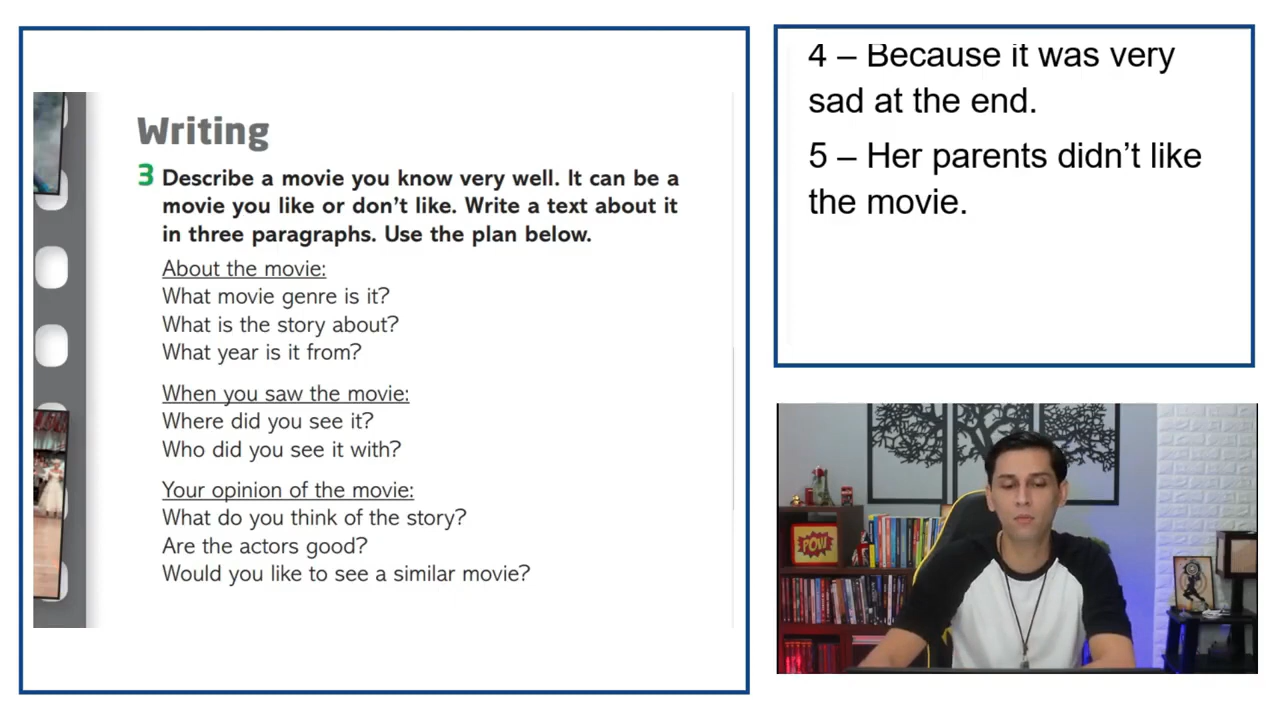 Writing
3 Describe a movie you know very well. It can be a
movie you like or don't like. Write a text about it
in three paragraphs. Use the plan below.
About the movie:
What movie genre is it?
What is the story about?
What year is it from?
When you saw the movie:
Where did you see it?
Who did you see it with?
Your opinion of the movie:
What do you think of the story?
Are the actors good?
Would you like to see a similar movie?
4 – Because it was very
sad at the end.
5 – Her parents didn’t like
the movie.
POW!